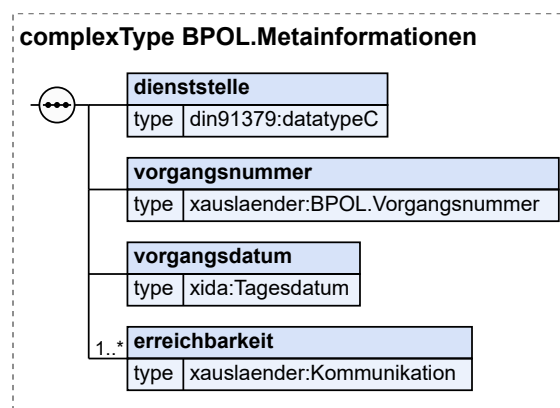 complexType BPOL.Metainformationen
dienststelle
type din91379:datatypeC
vorgangsnummer
type xauslaender:BPOL.Vorgangsnummer
vorgangsdatum
type xida:Tagesdatum
1..* erreichbarkeit
type xauslaender:Kommunikation